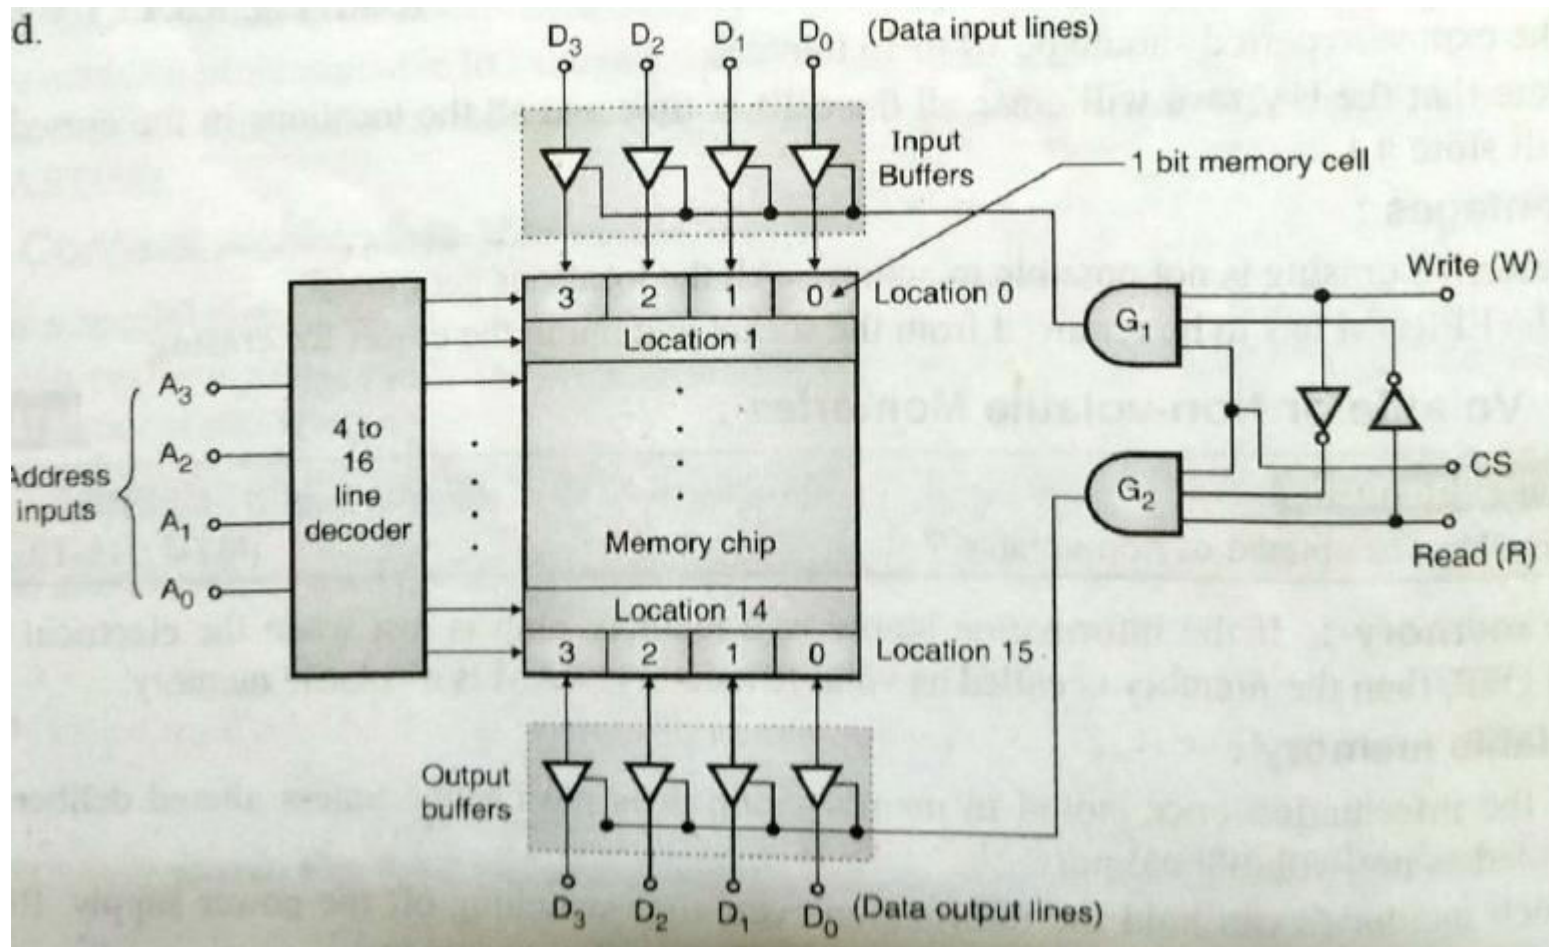 d.
D3 D2 D1 D0 (Data input lines)
Input
Buffers
1 bit memory cell
Write (W)
3 2 1 0 Location 0
G1
Location 1
A3
4 to
16
line
decoder
A2
Address
inputs
A1
A0
CS
G2
Memory chip
Read (R)
Location 14
3 2 1 0 Location 15
Output
buffers
D3 D2 D1 D0 (Data output lines)